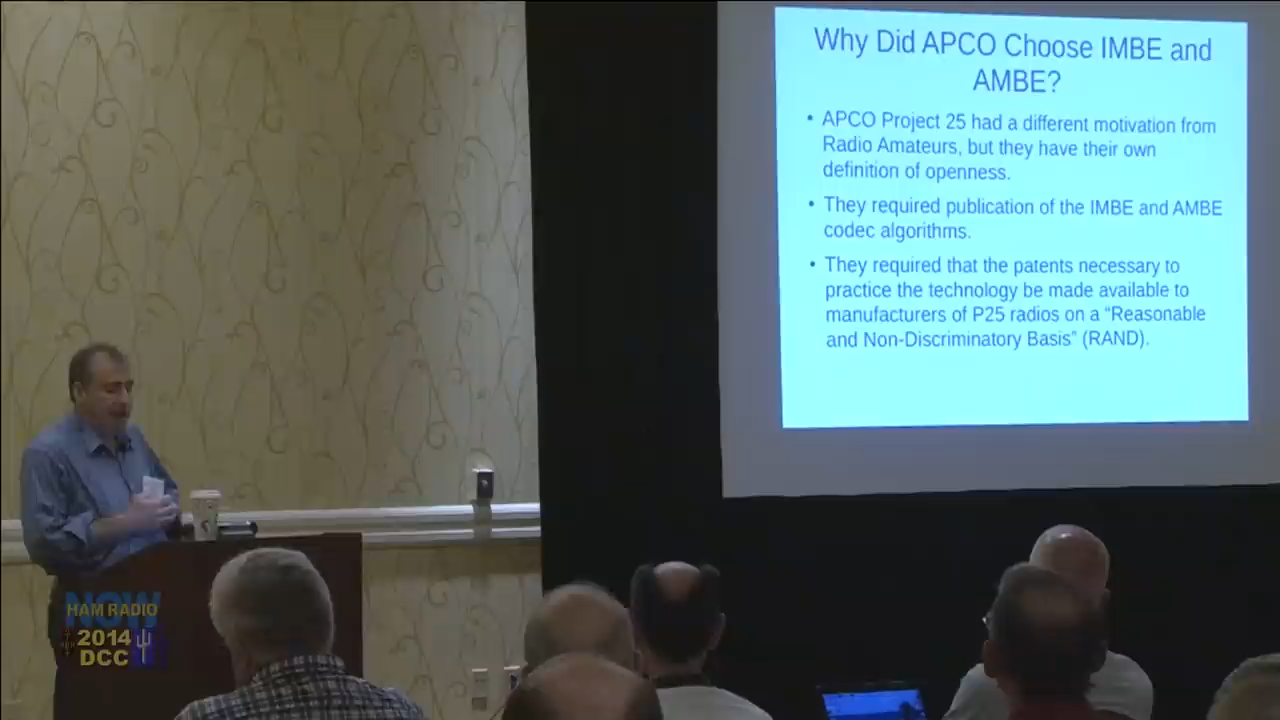 Why Did APCO Choose IMBE and
AMBE?
• APCO Project 25 had a different motivation from
Radio Amateurs, but they have their own
definition of openness.
• They required publication of the IMBE and AMBE
codec algorithms.
• They required that the patents necessary to
practice the technology be made available to
manufacturers of P25 radios on a “Reasonable
and Non-Discriminatory Basis” (RAND).
NOW
HAM RADIO
2014
DCC